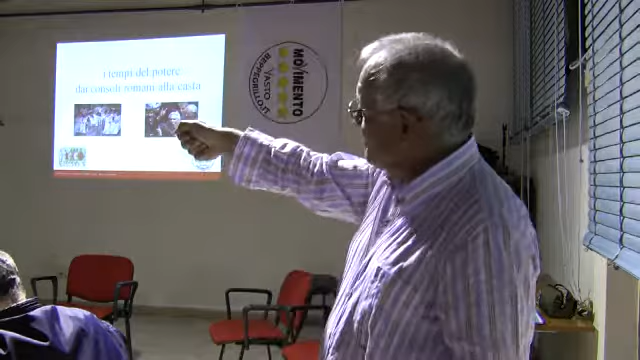 i tempi del potere
dai consoli romani alla casta
MOVIMENTO
BEPPEGRILLO.IT
VASTO